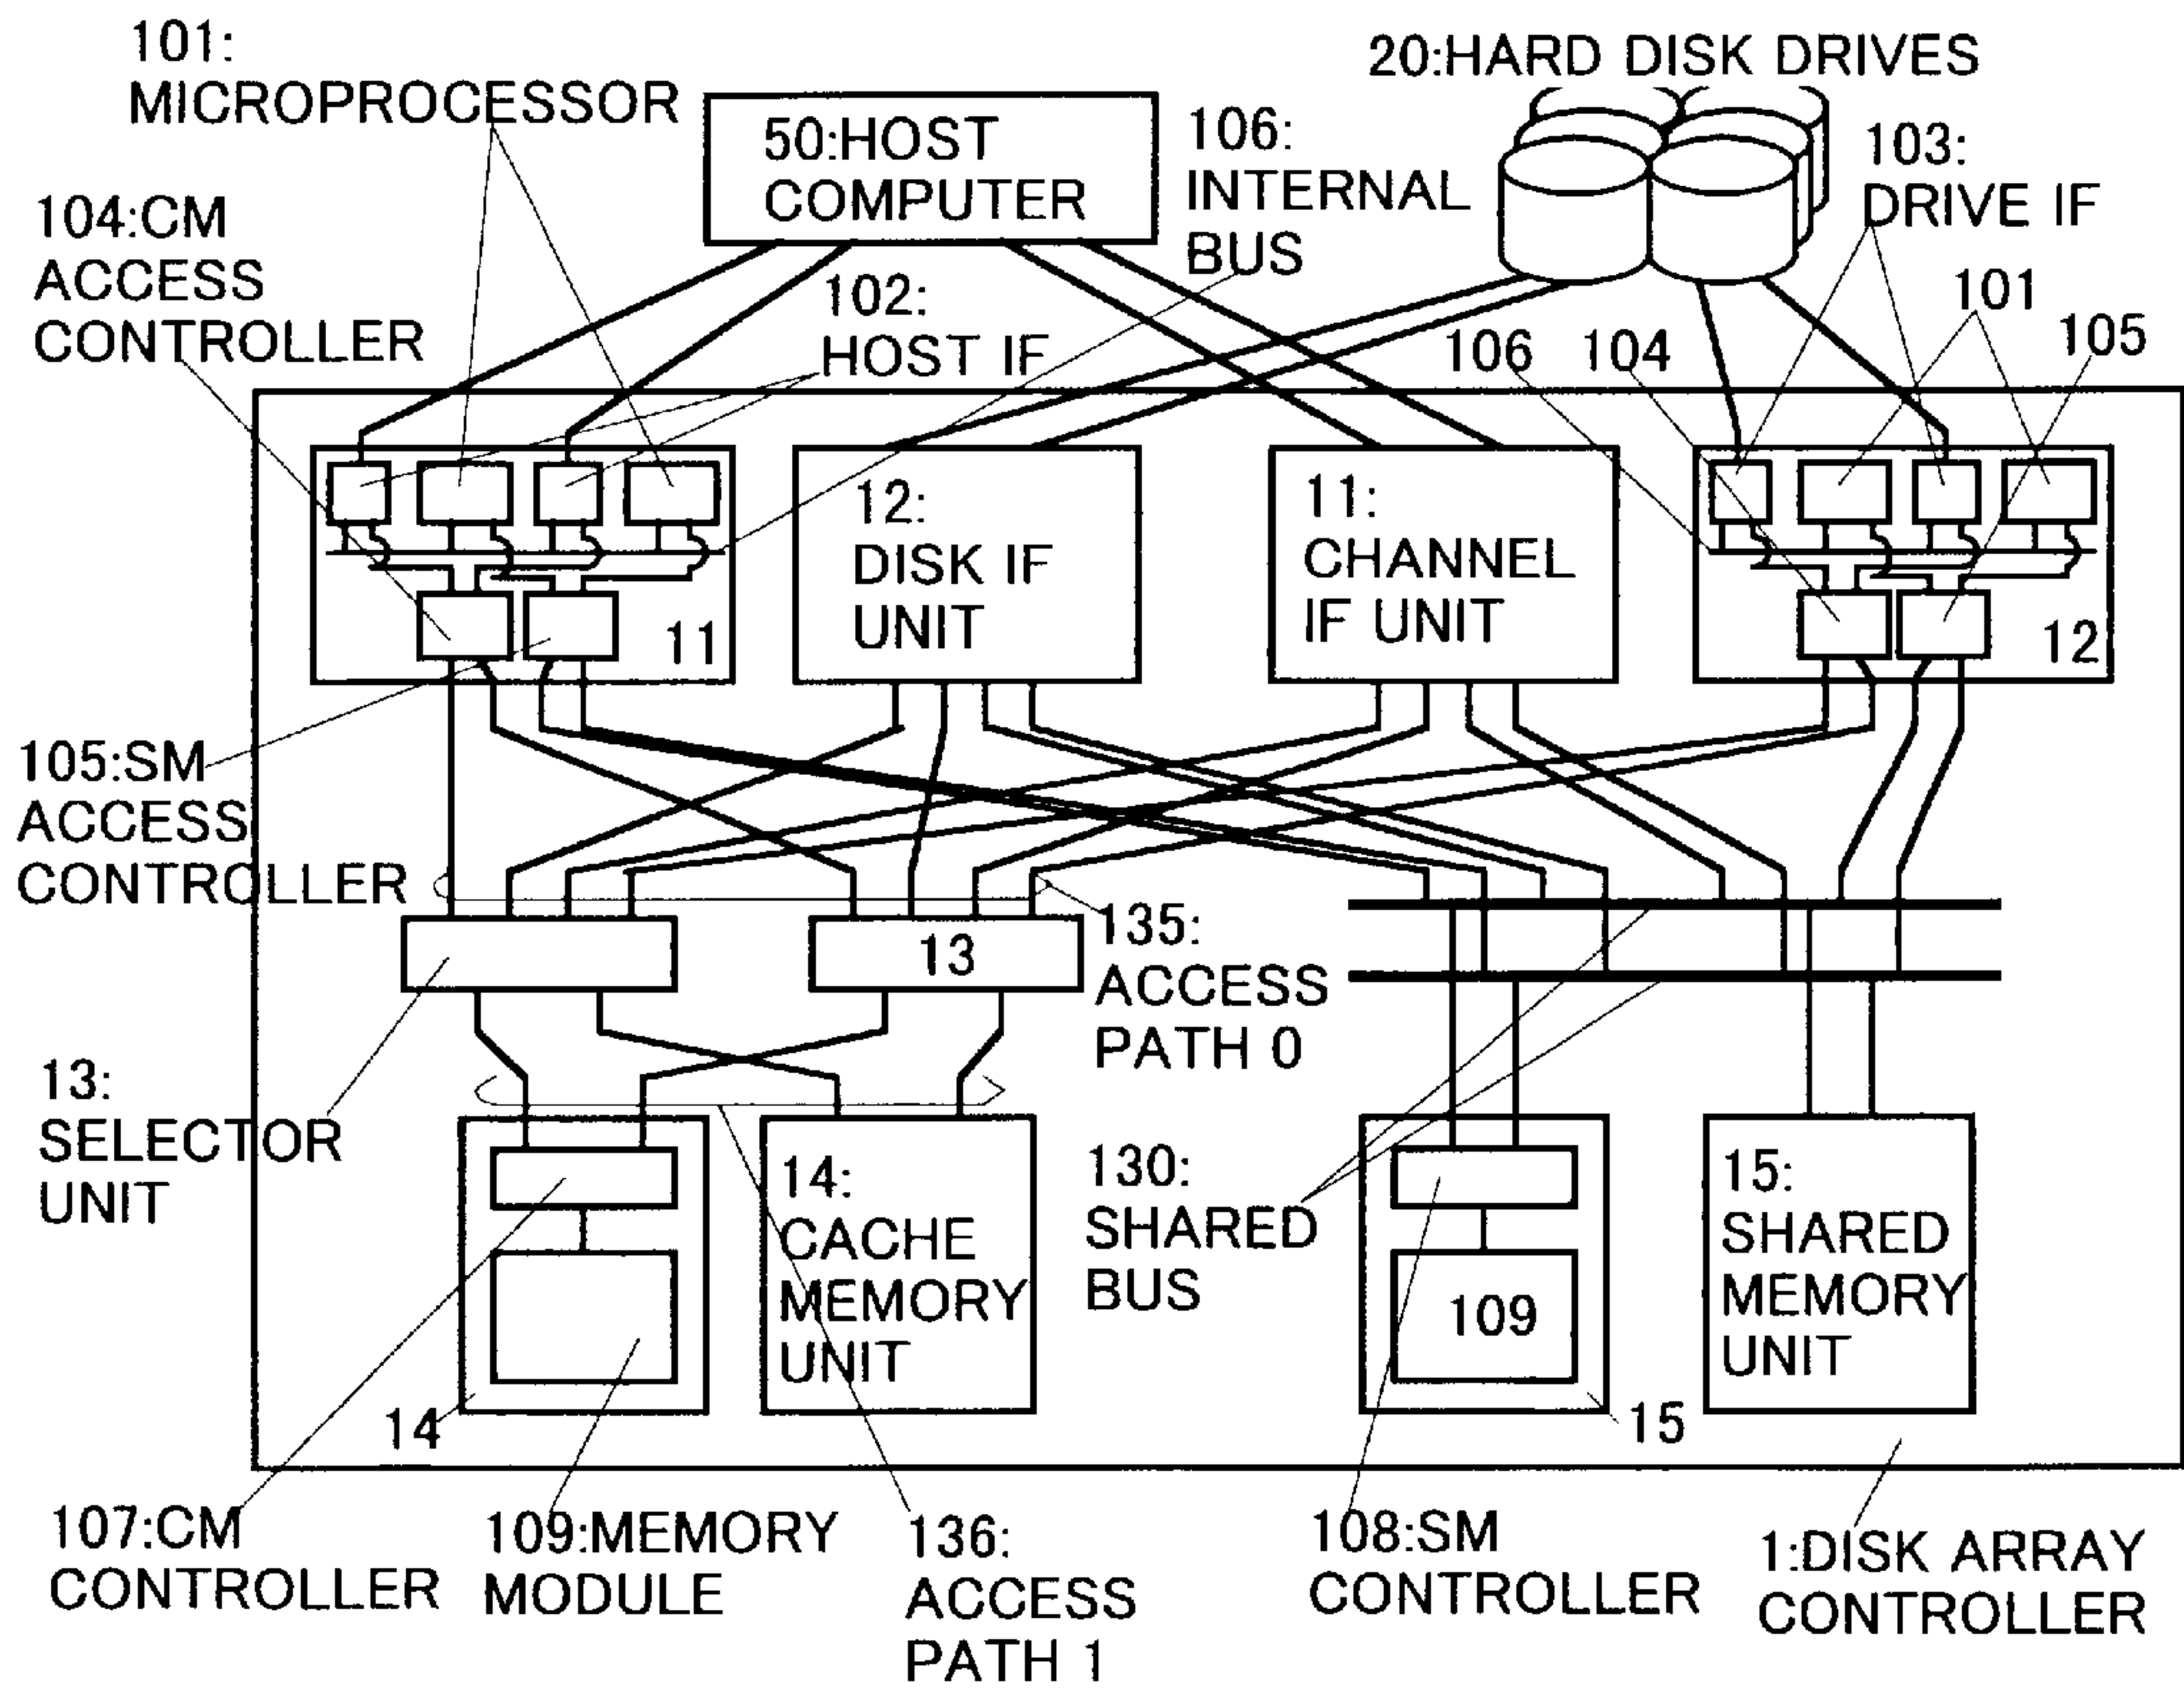 101:
MICROPROCESSOR
20:HARD DISK DRIVES
50:HOST
COMPUTER
106:
INTERNAL
BUS
103:
DRIVE IF
104:CM
ACCESS
CONTROLLER
102:
HOST IF
101
106
104
105
11
12:
DISK IF
UNIT
11:
CHANNEL
IF UNIT
12
105:SM
ACCESS
CONTROLLER
13
135:
ACCESS
PATH 0
13:
SELECTOR
UNIT
14:
CACHE
MEMORY
UNIT
130:
SHARED
BUS
109
15:
SHARED
MEMORY
UNIT
14
15
107:CM
CONTROLLER
109:MEMORY
MODULE
136:
ACCESS
PATH 1
108:SM
CONTROLLER
1:DISK ARRAY
CONTROLLER